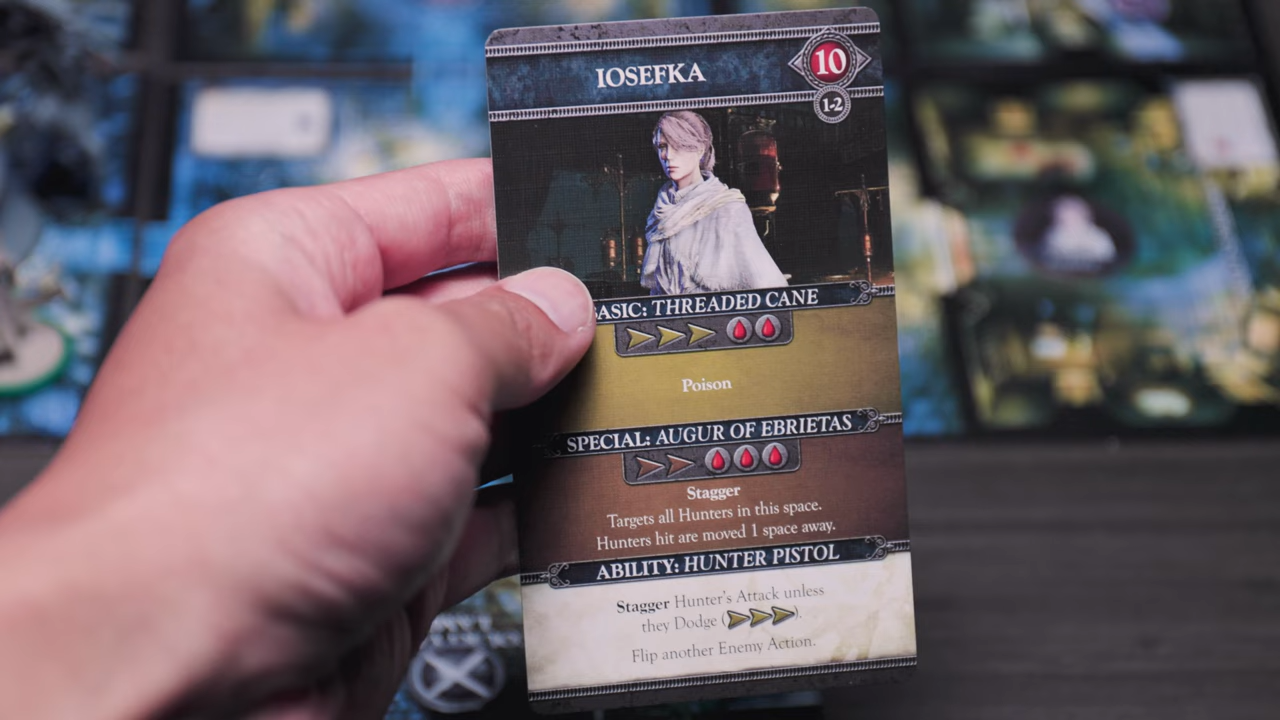 IOSEFKA
10
1-2
BASIC: THREADED CANE
Poison
SPECIAL: AUGUR OF EBRIETAS
Stagger
Targets all Hunters in this space.
Hunters hit are moved 1 space away.
ABILITY: HUNTER PISTOL
Stagger Hunter's Attack unless
they Dodge ( ).
Flip another Enemy Action.